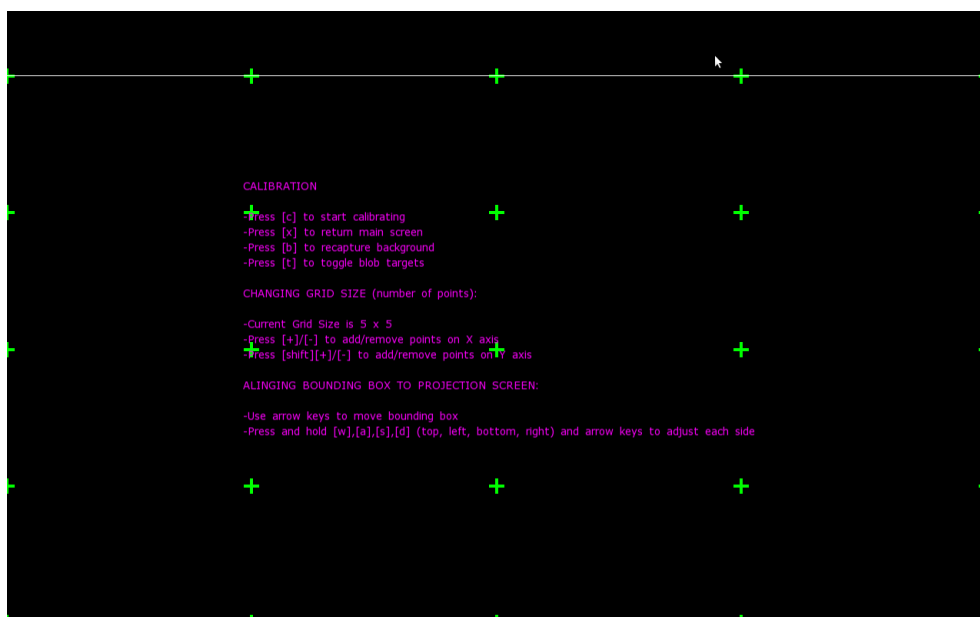 CALIBRATION
-Press [c] to start calibrating
-Press [x] to return main screen
-Press [b] to recapture background
-Press [t] to toggle blob targets
CHANGING GRID SIZE (number of points):
-Current Grid Size is 5 x 5
-Press [+]/[-] to add/remove points on X axis
-Press [shift][+]/[-] to add/remove points on Y axis
ALINGING BOUNDING BOX TO PROJECTION SCREEN:
-Use arrow keys to move bounding box
-Press and hold [w],[a],[s],[d] (top, left, bottom, right) and arrow keys to adjust each side